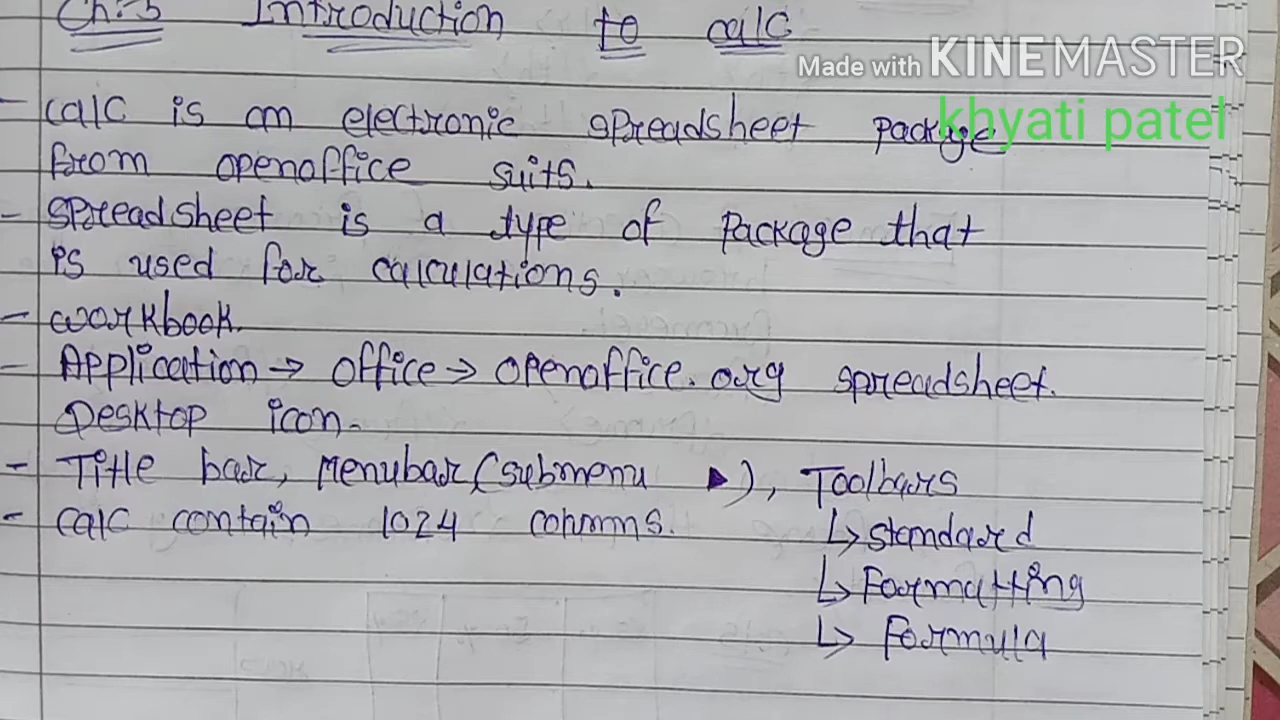 Ch:5 Introduction to calc
Made with KINEMASTER
khyati patel
- calc is an electronic spreadsheet package
from openoffice suits.
- spreadsheet is a type of package that
is used for calculations.
- workbook.
- Application → office → openoffice.org spreadsheet.
Desktop icon.
- Title bar, Menubar (submenu ▶), Toolbars
- calc contain 1024 columns.
↳ standard
↳ Formatting
↳ Formula